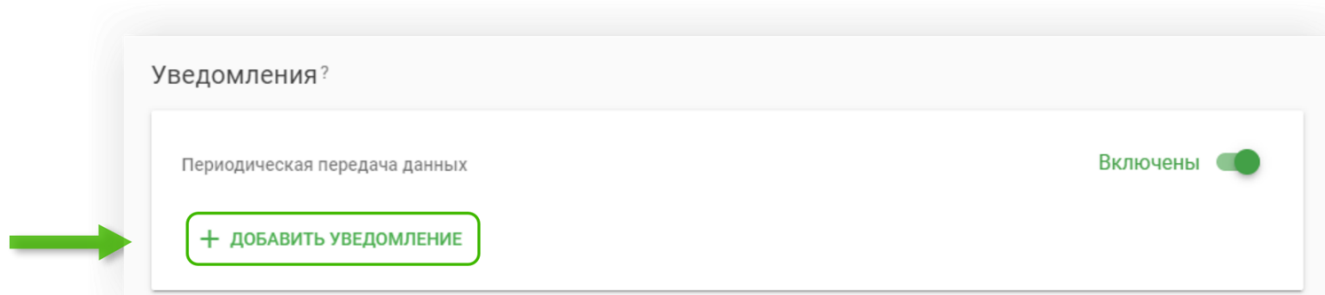 Уведомления?
Периодическая передача данных
Включены
+ ДОБАВИТЬ УВЕДОМЛЕНИЕ